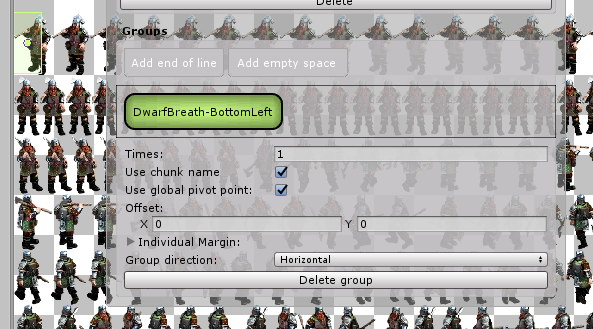 Delete
Groups
Add end of line Add empty space
DwarfBreath-BottomLeft
Times: 1
Use chunk name
Use global pivot point:
Offset:
X 0 Y 0
Individual Margin:
Group direction: Horizontal
Delete group